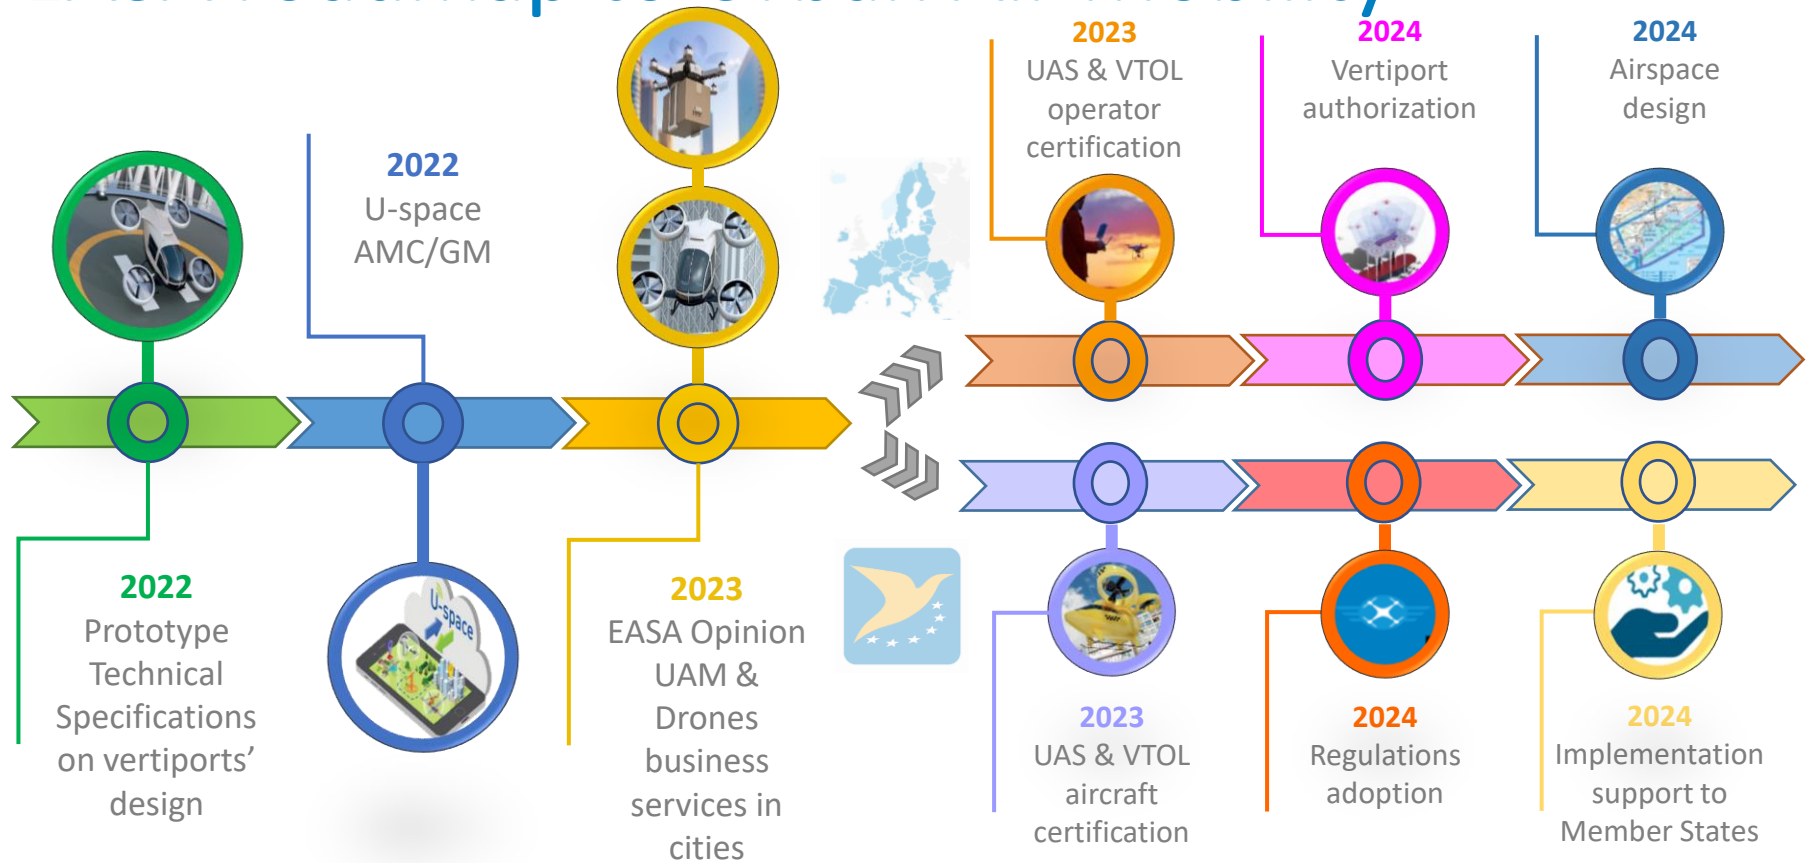 2022
Prototype
Technical
Specifications
on vertiports’
design
2022
U-space
AMC/GM
U-space
2023
EASA Opinion
UAM &
Drones
business
services in
cities
2023
UAS & VTOL
operator
certification
2024
Vertiport
authorization
2024
Airspace
design
2023
UAS & VTOL
aircraft
certification
2024
Regulations
adoption
2024
Implementation
support to
Member States